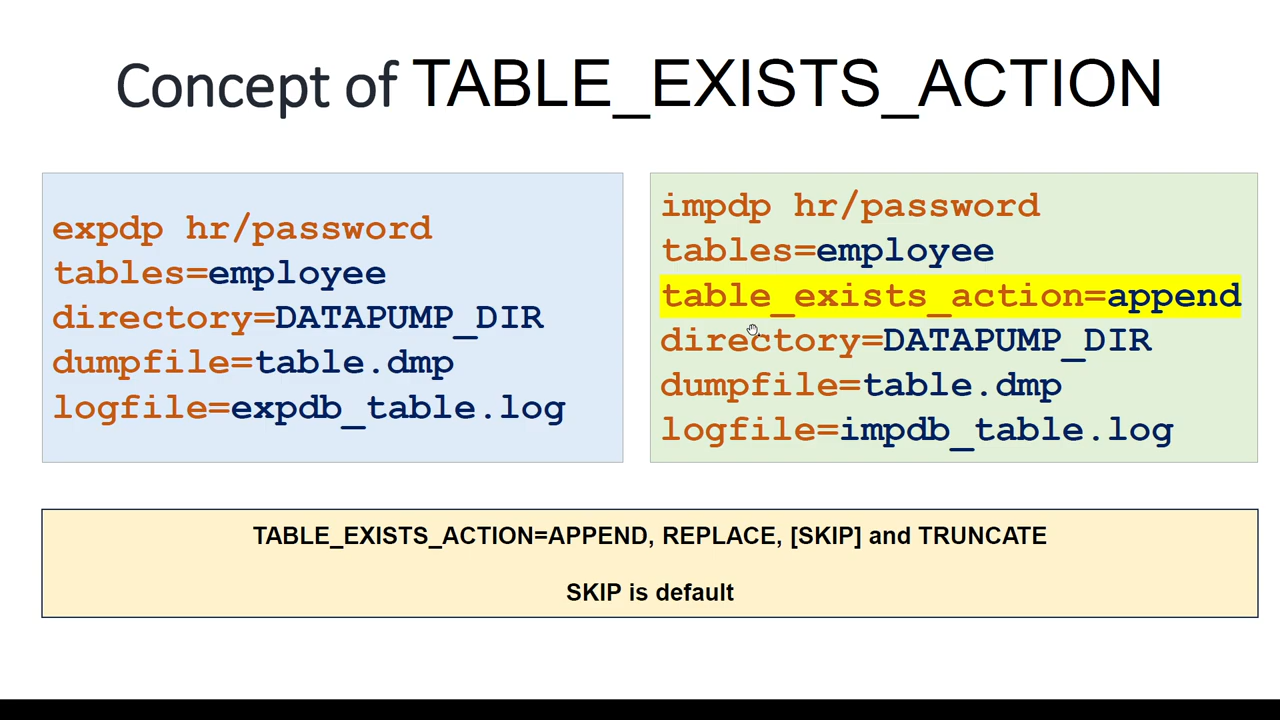 Concept of TABLE_EXISTS_ACTION
expdp hr/password
tables=employee
directory=DATAPUMP_DIR
dumpfile=table.dmp
logfile=expdb_table.log
impdp hr/password
tables=employee
table_exists_action=append
directory=DATAPUMP_DIR
dumpfile=table.dmp
logfile=impdb_table.log
TABLE_EXISTS_ACTION=APPEND, REPLACE, [SKIP] and TRUNCATE
SKIP is default